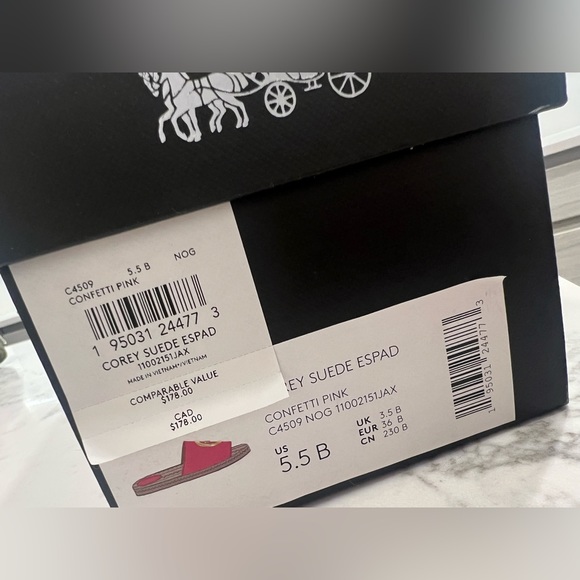 C4509 5.5 B NOG
CONFETTI PINK
1 95031 24477 3
COREY SUEDE ESPAD
11002151JAX
MADE IN VIETNAM*/VIETNAM
COMPARABLE VALUE
$178.00
CAD
$178.00
REY SUEDE ESPAD
CONFETTI PINK
C4509 NOG 11002151JAX
US
5.5 B
UK 3.5 B
EUR 36 B
CN 230 B
1 95031 24477 3